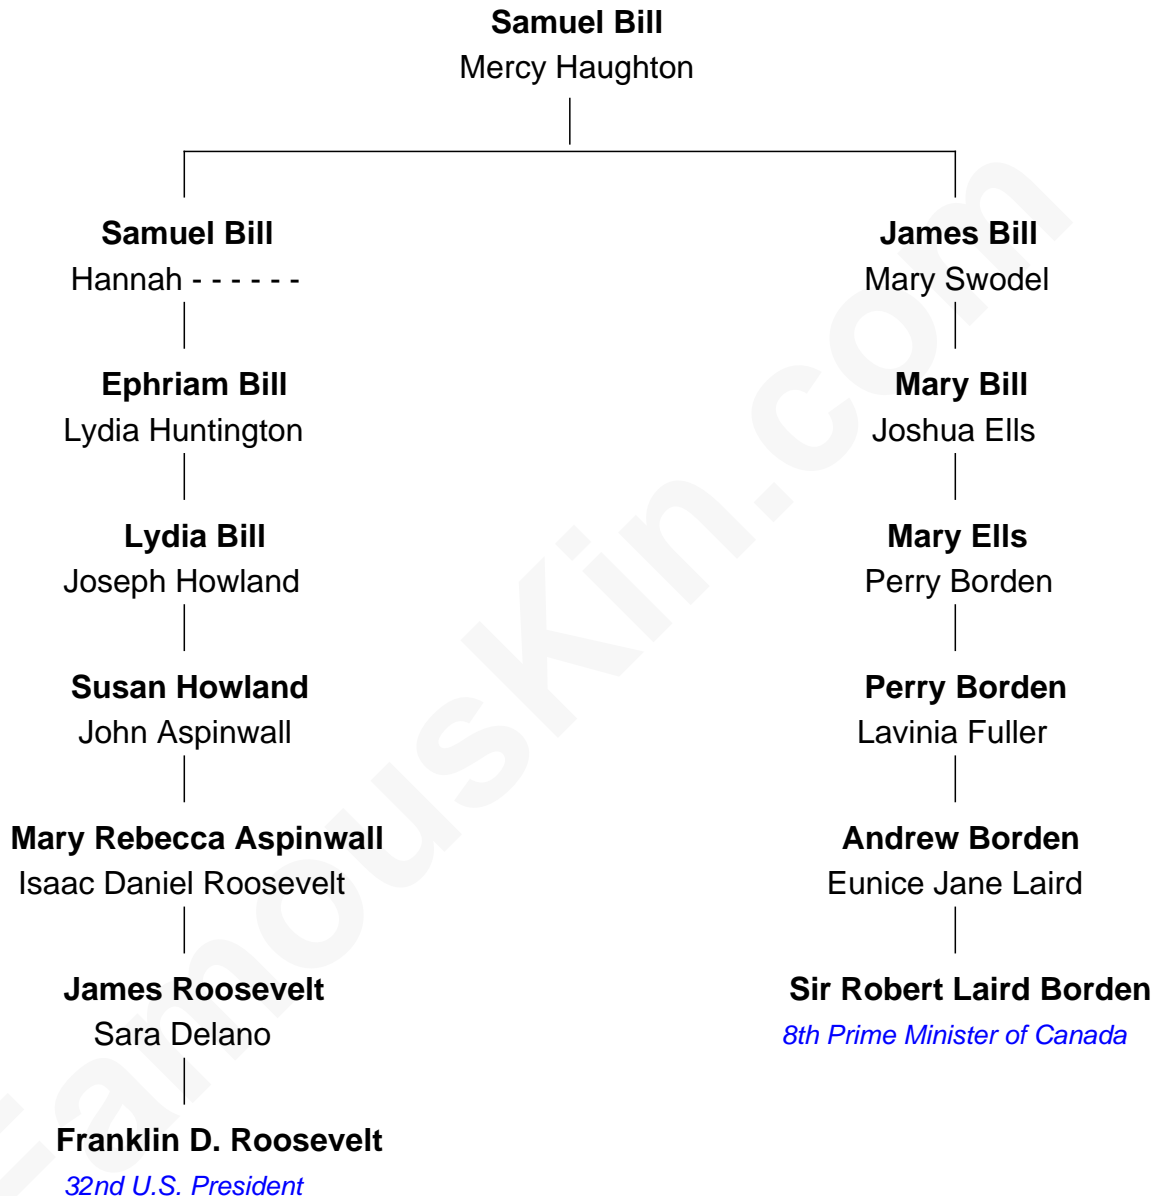 Samuel Bill
Mercy Haughton
Samuel Bill
Hannah - - - - - -
Ephriam Bill
Lydia Huntington
Lydia Bill
Joseph Howland
Susan Howland
John Aspinwall
Mary Rebecca Aspinwall
Isaac Daniel Roosevelt
James Roosevelt
Sara Delano
Franklin D. Roosevelt
32nd U.S. President
James Bill
Mary Swodel
Mary Bill
Joshua Ells
Mary Ells
Perry Borden
Perry Borden
Lavinia Fuller
Andrew Borden
Eunice Jane Laird
Sir Robert Laird Borden
8th Prime Minister of Canada
FamousKin.com